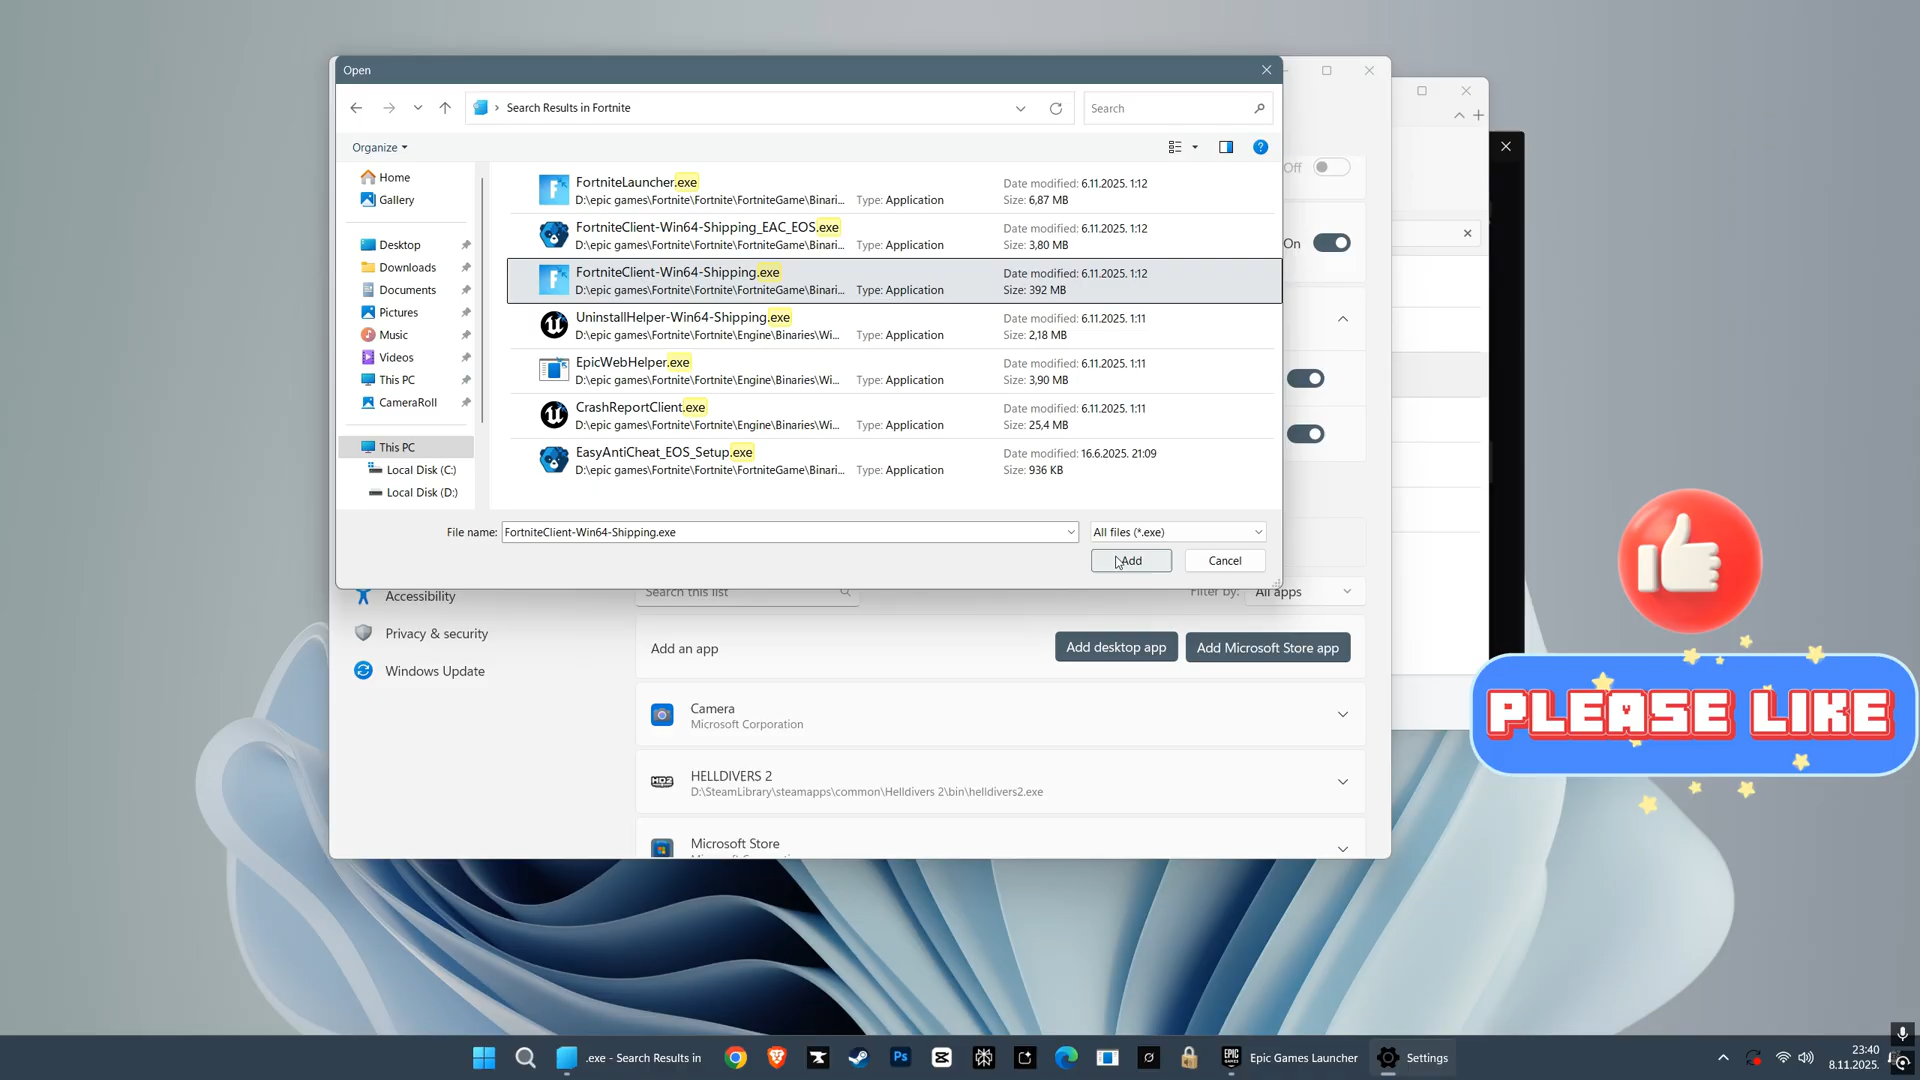 Open
Search Results in Fortnite
Search
Organize
Home
Gallery
Desktop
Downloads
Documents
Pictures
Music
Videos
This PC
CameraRoll
This PC
Local Disk (C:)
Local Disk (D:)
FortniteLauncher.exe
D:\epic games\Fortnite\Fortnite\FortniteGame\Binari...
Type: Application
Date modified: 6.11.2025. 1:12
Size: 6,87 MB
FortniteClient-Win64-Shipping_EAC_EOS.exe
D:\epic games\Fortnite\Fortnite\FortniteGame\Binari...
Type: Application
Date modified: 6.11.2025. 1:12
Size: 3,80 MB
FortniteClient-Win64-Shipping.exe
D:\epic games\Fortnite\Fortnite\FortniteGame\Binari...
Type: Application
Date modified: 6.11.2025. 1:12
Size: 392 MB
UninstallHelper-Win64-Shipping.exe
D:\epic games\Fortnite\Fortnite\Engine\Binaries\Wi...
Type: Application
Date modified: 6.11.2025. 1:11
Size: 2,18 MB
EpicWebHelper.exe
D:\epic games\Fortnite\Fortnite\Engine\Binaries\Wi...
Type: Application
Date modified: 6.11.2025. 1:11
Size: 3,90 MB
CrashReportClient.exe
D:\epic games\Fortnite\Fortnite\Engine\Binaries\Wi...
Type: Application
Date modified: 6.11.2025. 1:11
Size: 25,4 MB
EasyAntiCheat_EOS_Setup.exe
D:\epic games\Fortnite\Fortnite\FortniteGame\Binari...
Type: Application
Date modified: 16.6.2025. 21:09
Size: 936 KB
File name: FortniteClient-Win64-Shipping.exe
All files (*.exe)
Add
Cancel
Off
On
Accessibility
Privacy & security
Windows Update
Search this list
Filter by: All apps
Add an app
Add desktop app
Add Microsoft Store app
Camera
Microsoft Corporation
HELLDIVERS 2
D:\SteamLibrary\steamapps\common\Helldivers 2\bin\helldivers2.exe
Microsoft Store
PLEASE LIKE
.exe - Search Results in
Epic Games Launcher
Settings
23:40
8.11.2025.